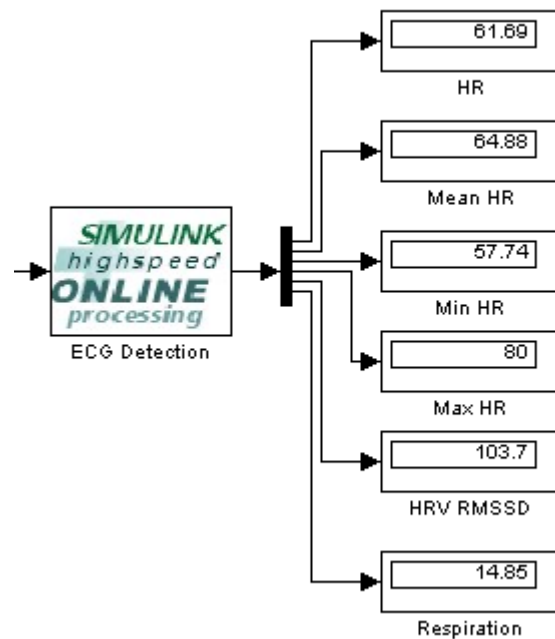 61.69
HR
64.88
Mean HR
57.74
Min HR
80
Max HR
103.7
HRV RMSSD
14.85
Respiration
SIMULINK
highspeed
ONLINE
processing
ECG Detection